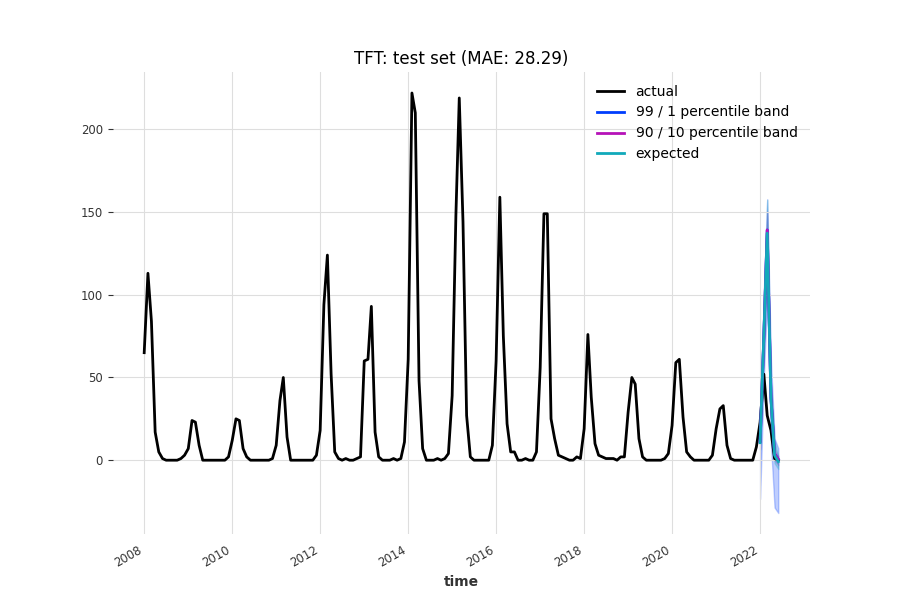 TFT: test set (MAE: 28.29)
actual
99 / 1 percentile band
90 / 10 percentile band
expected
200
150
100
50
0
2008 2010 2012 2014 2016 2018 2020 2022
time